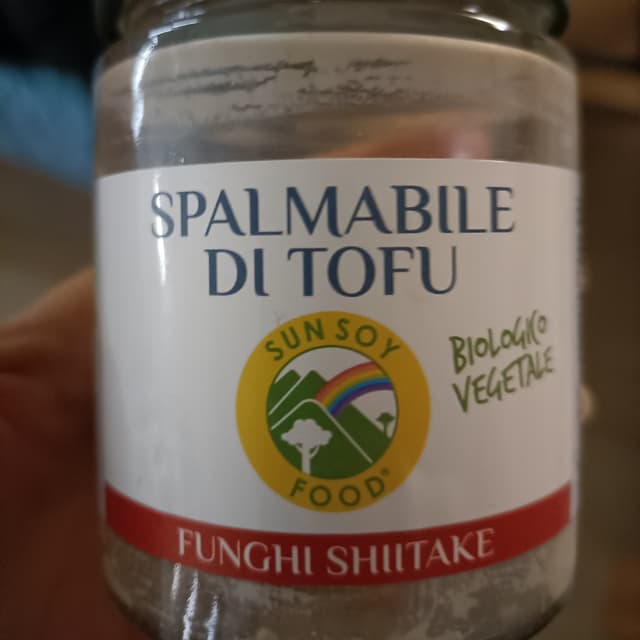 SPALMABILE
DI TOFU
SUN SOY
FOOD®
BIOLOGICO
VEGETALE
FUNGHI SHIITAKE